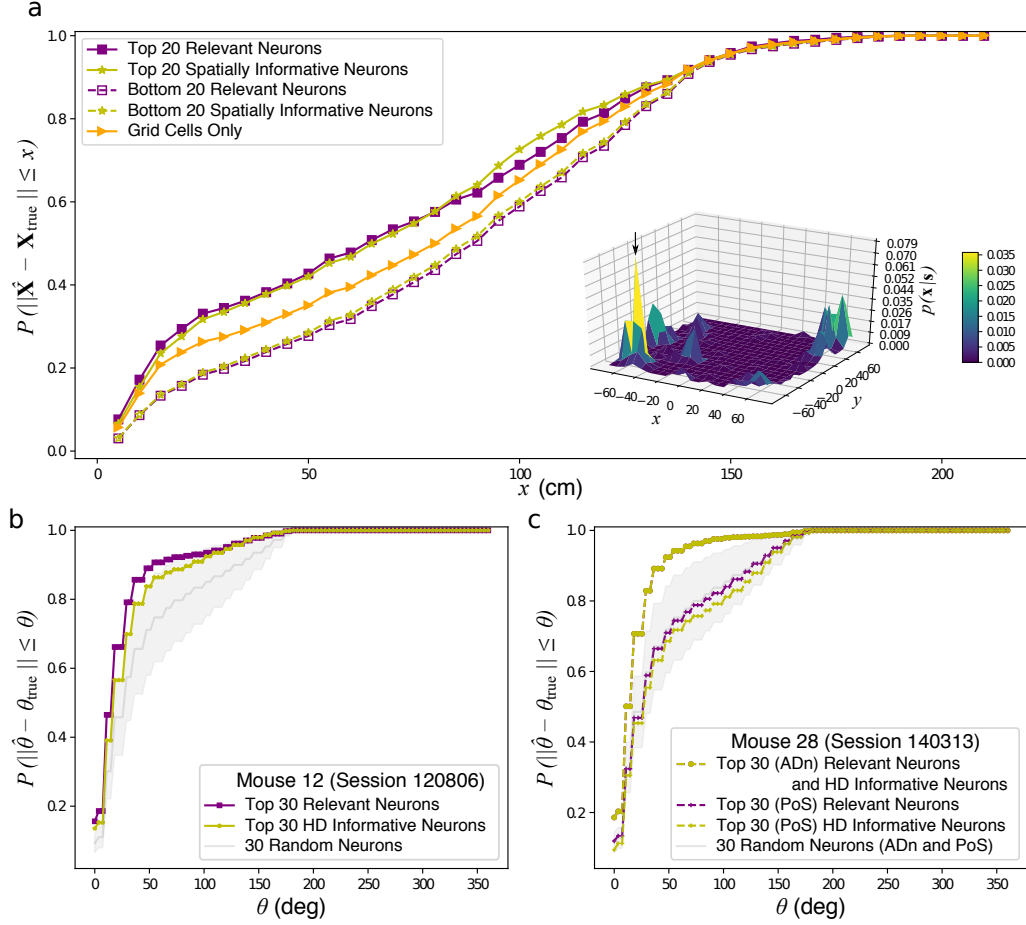 a
1.0
0.8
0.6
0.4
0.2
0.0
P (||X̂ − X_true || ≤ x)
Top 20 Relevant Neurons
Top 20 Spatially Informative Neurons
Bottom 20 Relevant Neurons
Bottom 20 Spatially Informative Neurons
Grid Cells Only
0.079
0.070
0.061
0.052
0.044
0.035
0.026
0.017
0.009
0.000
p(x|s)
−60 −40 −20 0 20 40 60
x
−60 −40 −20 0 20 40 60
y
0.035
0.030
0.025
0.020
0.015
0.010
0.005
0.000
0 50 100 150 200
x (cm)
b
1.0
0.8
0.6
0.4
0.2
P (||θ̂ − θ_true || ≤ θ)
Mouse 12 (Session 120806)
Top 30 Relevant Neurons
Top 30 HD Informative Neurons
30 Random Neurons
0 50 100 150 200 250 300 350
θ (deg)
c
1.0
0.8
0.6
0.4
0.2
P (||θ̂ − θ_true || ≤ θ)
Mouse 28 (Session 140313)
Top 30 (ADn) Relevant Neurons
and HD Informative Neurons
Top 30 (PoS) Relevant Neurons
Top 30 (PoS) HD Informative Neurons
30 Random Neurons (ADn and PoS)
0 50 100 150 200 250 300 350
θ (deg)